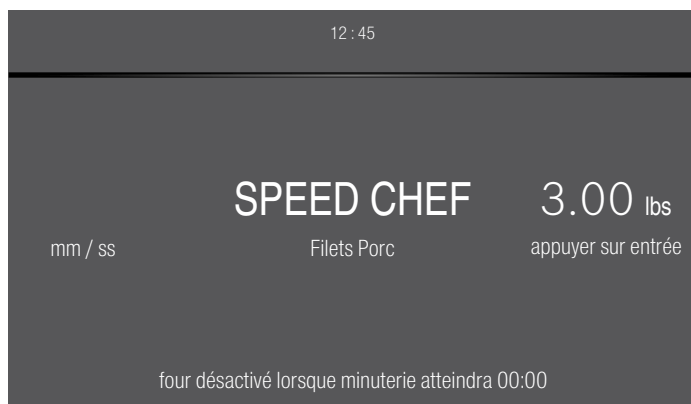 12 : 45
SPEED CHEF 3.00 lbs
mm / ss Filets Porc appuyer sur entrée
four désactivé lorsque minuterie atteindra 00:00